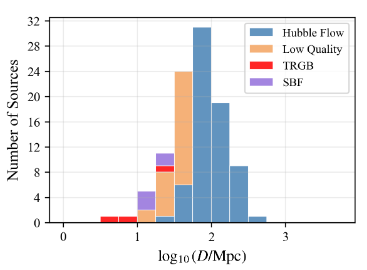 32
28
24
20
16
12
8
4
0
Number of Sources
Hubble Flow
Low Quality
TRGB
SBF
0 1 2 3
log₁₀(D/Mpc)